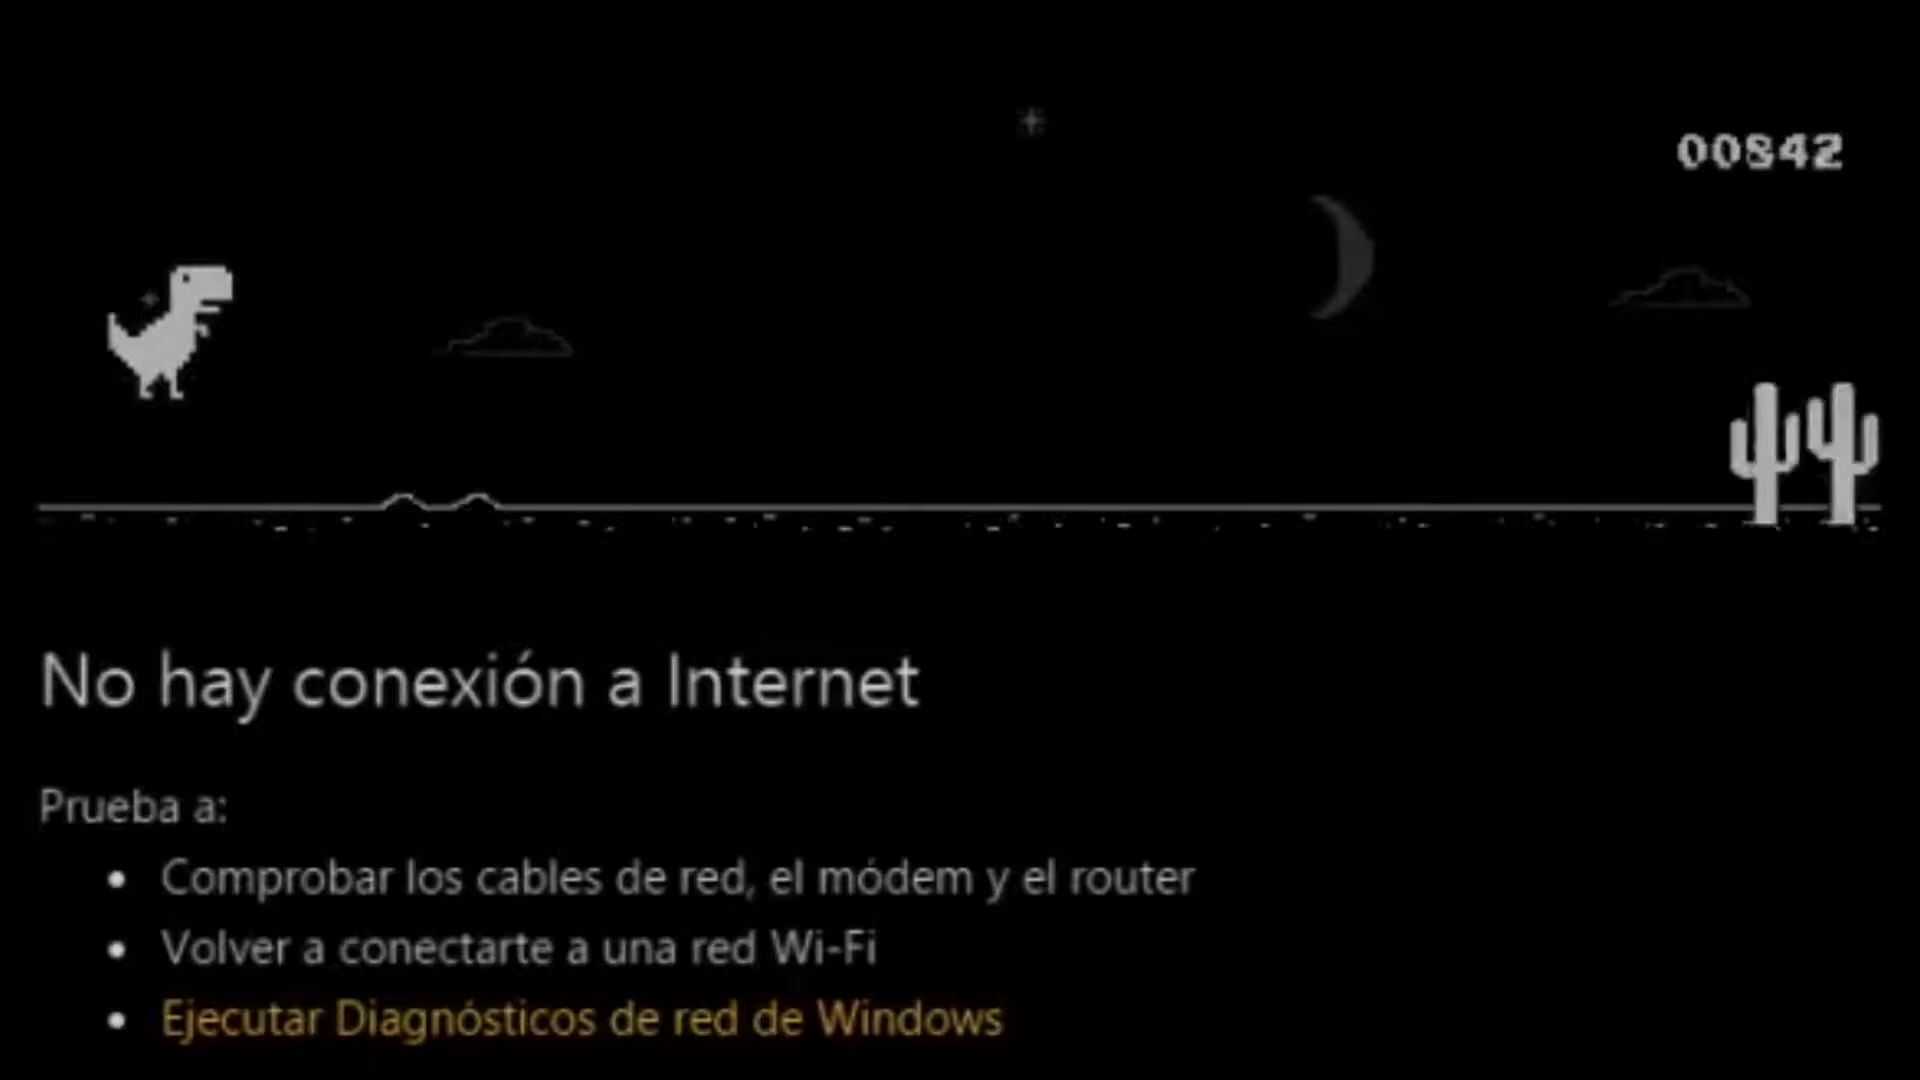 00842
No hay conexión a Internet
Prueba a:
Comprobar los cables de red, el módem y el router
Volver a conectarte a una red Wi-Fi
Ejecutar Diagnósticos de red de Windows